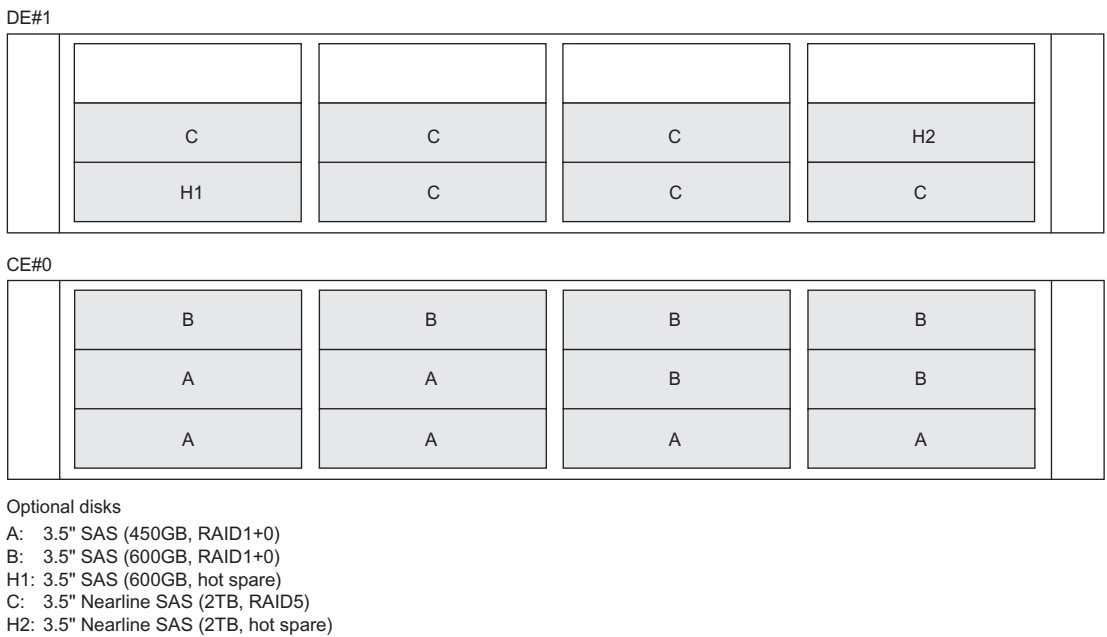 DE#1
C C C H2
H1 C C C
CE#0
B B B B
A A B B
A A A A
Optional disks
A: 3.5" SAS (450GB, RAID1+0)
B: 3.5" SAS (600GB, RAID1+0)
H1: 3.5" SAS (600GB, hot spare)
C: 3.5" Nearline SAS (2TB, RAID5)
H2: 3.5" Nearline SAS (2TB, hot spare)